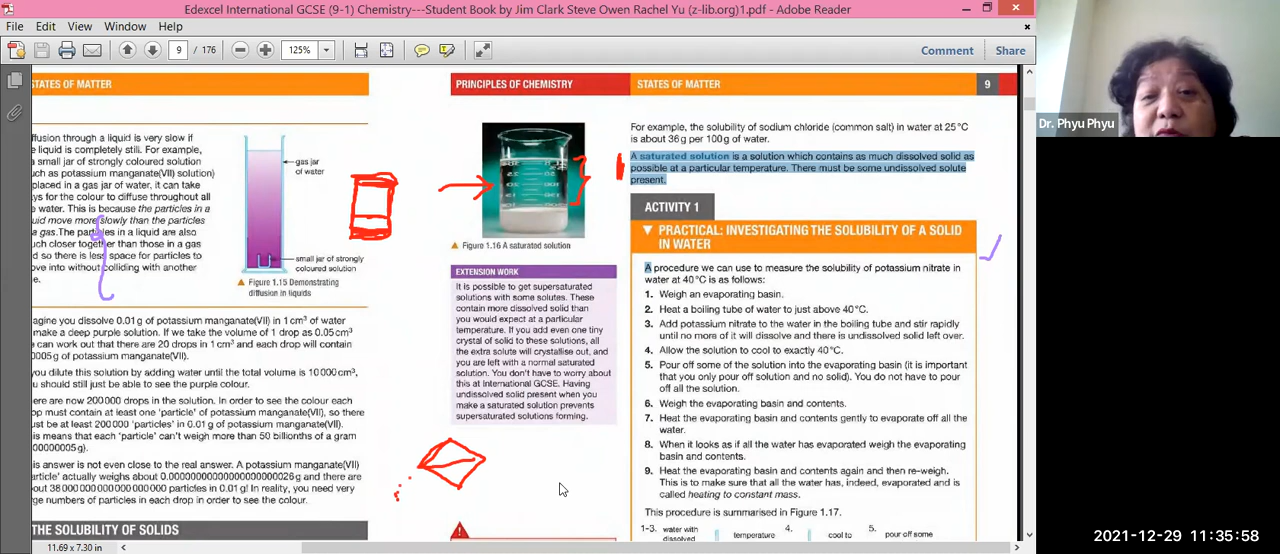 Edexcel International GCSE (9-1) Chemistry---Student Book by Jim Clark Steve Owen Rachel Yu (z-lib.org)1.pdf - Adobe Reader
File Edit View Window Help
9 / 176
125%
Comment
Share
STATES OF MATTER
ffusion through a liquid is very slow if
e liquid is completely still. For example,
a small jar of strongly coloured solution
uch as potassium manganate(VII) solution)
placed in a gas jar of water, it can take
ys for the colour to diffuse throughout all
e water. This is because the particles in a
uid move more slowly than the particles
a gas. The particles in a liquid are also
uch closer together than those in a gas
d so there is less space for particles to
ove into without colliding with another
e.
gas jar
of water
small jar of strongly
coloured solution
Figure 1.15 Demonstrating
diffusion in liquids
agine you dissolve 0.01 g of potassium manganate(VII) in 1 cm³ of water
make a deep purple solution. If we take the volume of 1 drop as 0.05 cm³
e can work out that there are 20 drops in 1 cm³ and each drop will contain
0005 g of potassium manganate(VII).
you dilute this solution by adding water until the total volume is 10 000 cm³,
u should still just be able to see the purple colour.
ere are now 200 000 drops in the solution. In order to see the colour each
op must contain at least one 'particle' of potassium manganate(VII), so there
ust be at least 200 000 'particles' in 0.01 g of potassium manganate(VII).
is means that each 'particle' can't weigh more than 50 billionths of a gram
00000005 g).
is answer is not even close to the real answer. A potassium manganate(VII)
article' actually weighs about 0.00000000000000000000026 g and there are
out 38 000 000 000 000 000 000 particles in 0.01 g! In reality, you need very
ge numbers of particles in each drop in order to see the colour.
THE SOLUBILITY OF SOLIDS
PRINCIPLES OF CHEMISTRY
STATES OF MATTER
9
Figure 1.16 A saturated solution
EXTENSION WORK
It is possible to get supersaturated
solutions with some solutes. These
contain more dissolved solid than
you would expect at a particular
temperature. If you add even one tiny
crystal of solid to these solutions, all
the extra solute will crystallise out, and
you are left with a normal saturated
solution. You don't have to worry about
this at International GCSE. Having
undissolved solid present when you
make a saturated solution prevents
supersaturated solutions forming.
For example, the solubility of sodium chloride (common salt) in water at 25 °C
is about 36 g per 100 g of water.
A saturated solution is a solution which contains as much dissolved solid as
possible at a particular temperature. There must be some undissolved solute
present.
ACTIVITY 1
PRACTICAL: INVESTIGATING THE SOLUBILITY OF A SOLID
IN WATER
A procedure we can use to measure the solubility of potassium nitrate in
water at 40 °C is as follows:
1. Weigh an evaporating basin.
2. Heat a boiling tube of water to just above 40 °C.
3. Add potassium nitrate to the water in the boiling tube and stir rapidly
until no more of it will dissolve and there is undissolved solid left over.
4. Allow the solution to cool to exactly 40 °C.
5. Pour off some of the solution into the evaporating basin (it is important
that you only pour off solution and no solid). You do not have to pour
off all the solution.
6. Weigh the evaporating basin and contents.
7. Heat the evaporating basin and contents gently to evaporate off all the
water.
8. When it looks as if all the water has evaporated weigh the evaporating
basin and contents.
9. Heat the evaporating basin and contents again and then re-weigh.
This is to make sure that all the water has, indeed, evaporated and is
called heating to constant mass.
This procedure is summarised in Figure 1.17.
1-3. water with
dissolved
temperature
4.
cool to
5.
pour off some
11.69 x 7.30 in
Dr. Phyu Phyu
2021-12-29 11:35:58